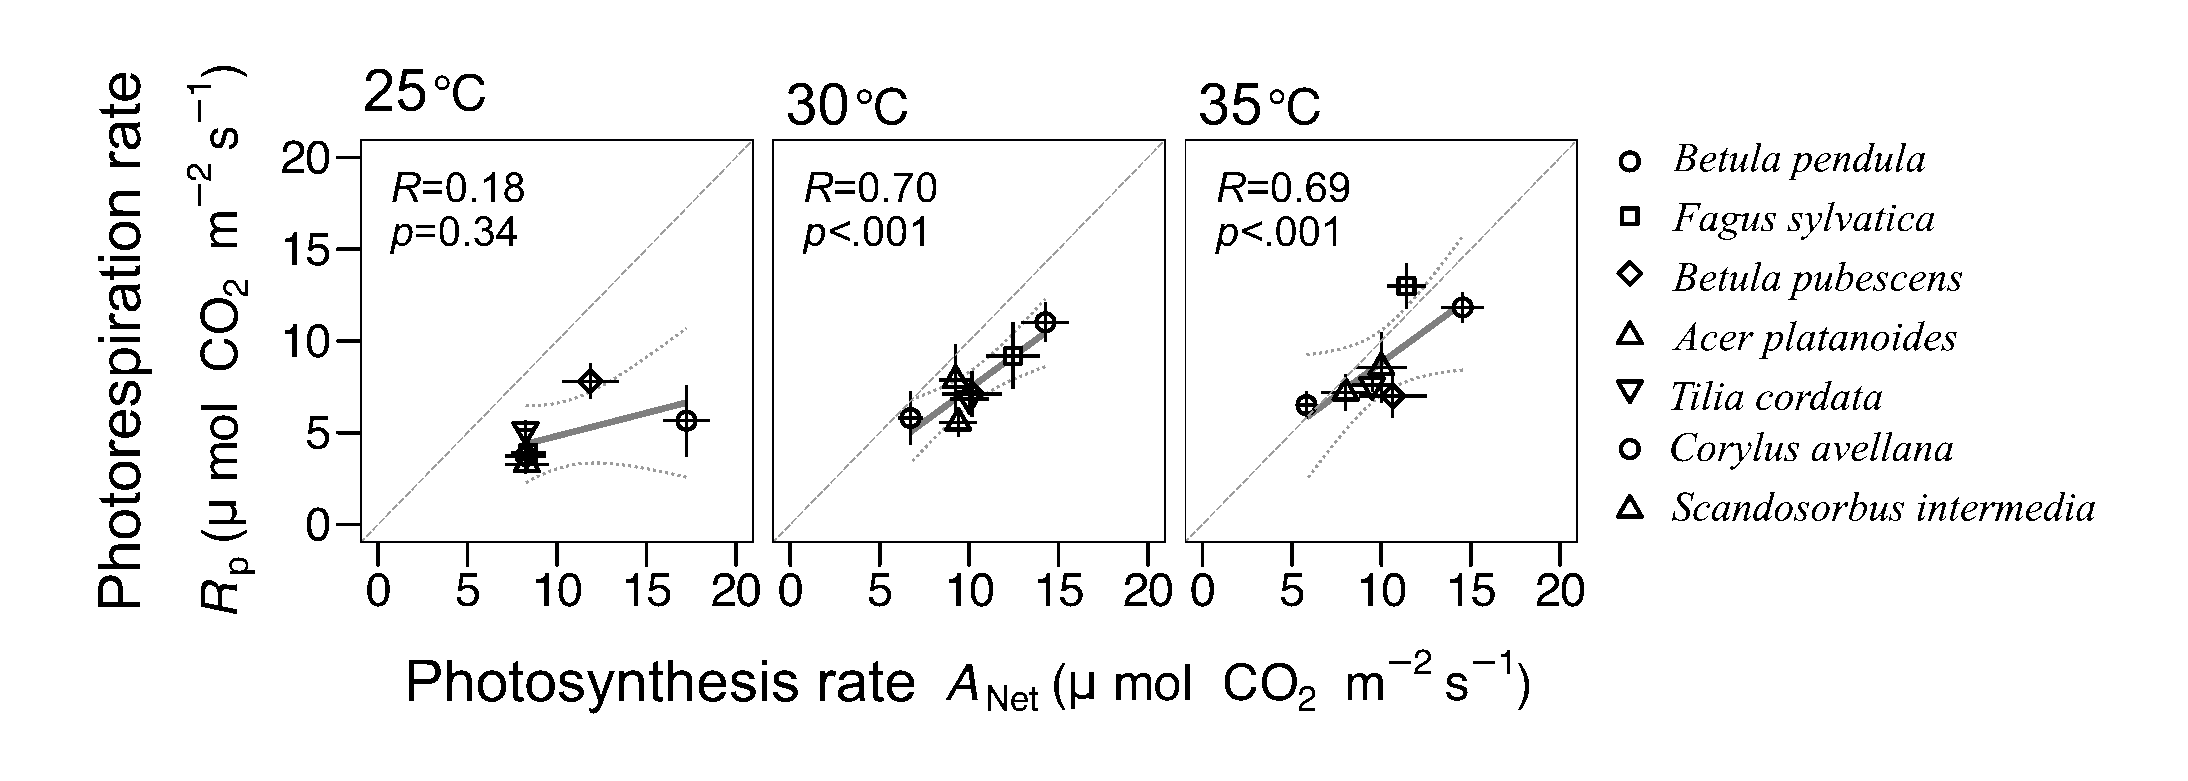 25°C
30°C
35°C
Photorespiration rate
Rp (μ mol CO2 m−2 s−1)
20
15
10
5
0
R=0.18
p=0.34
R=0.70
p<.001
R=0.69
p<.001
0 5 10 15 20
0 5 10 15 20
0 5 10 15 20
Photosynthesis rate ANet (μ mol CO2 m−2 s−1)
Betula pendula
Fagus sylvatica
Betula pubescens
Acer platanoides
Tilia cordata
Corylus avellana
Scandosorbus intermedia